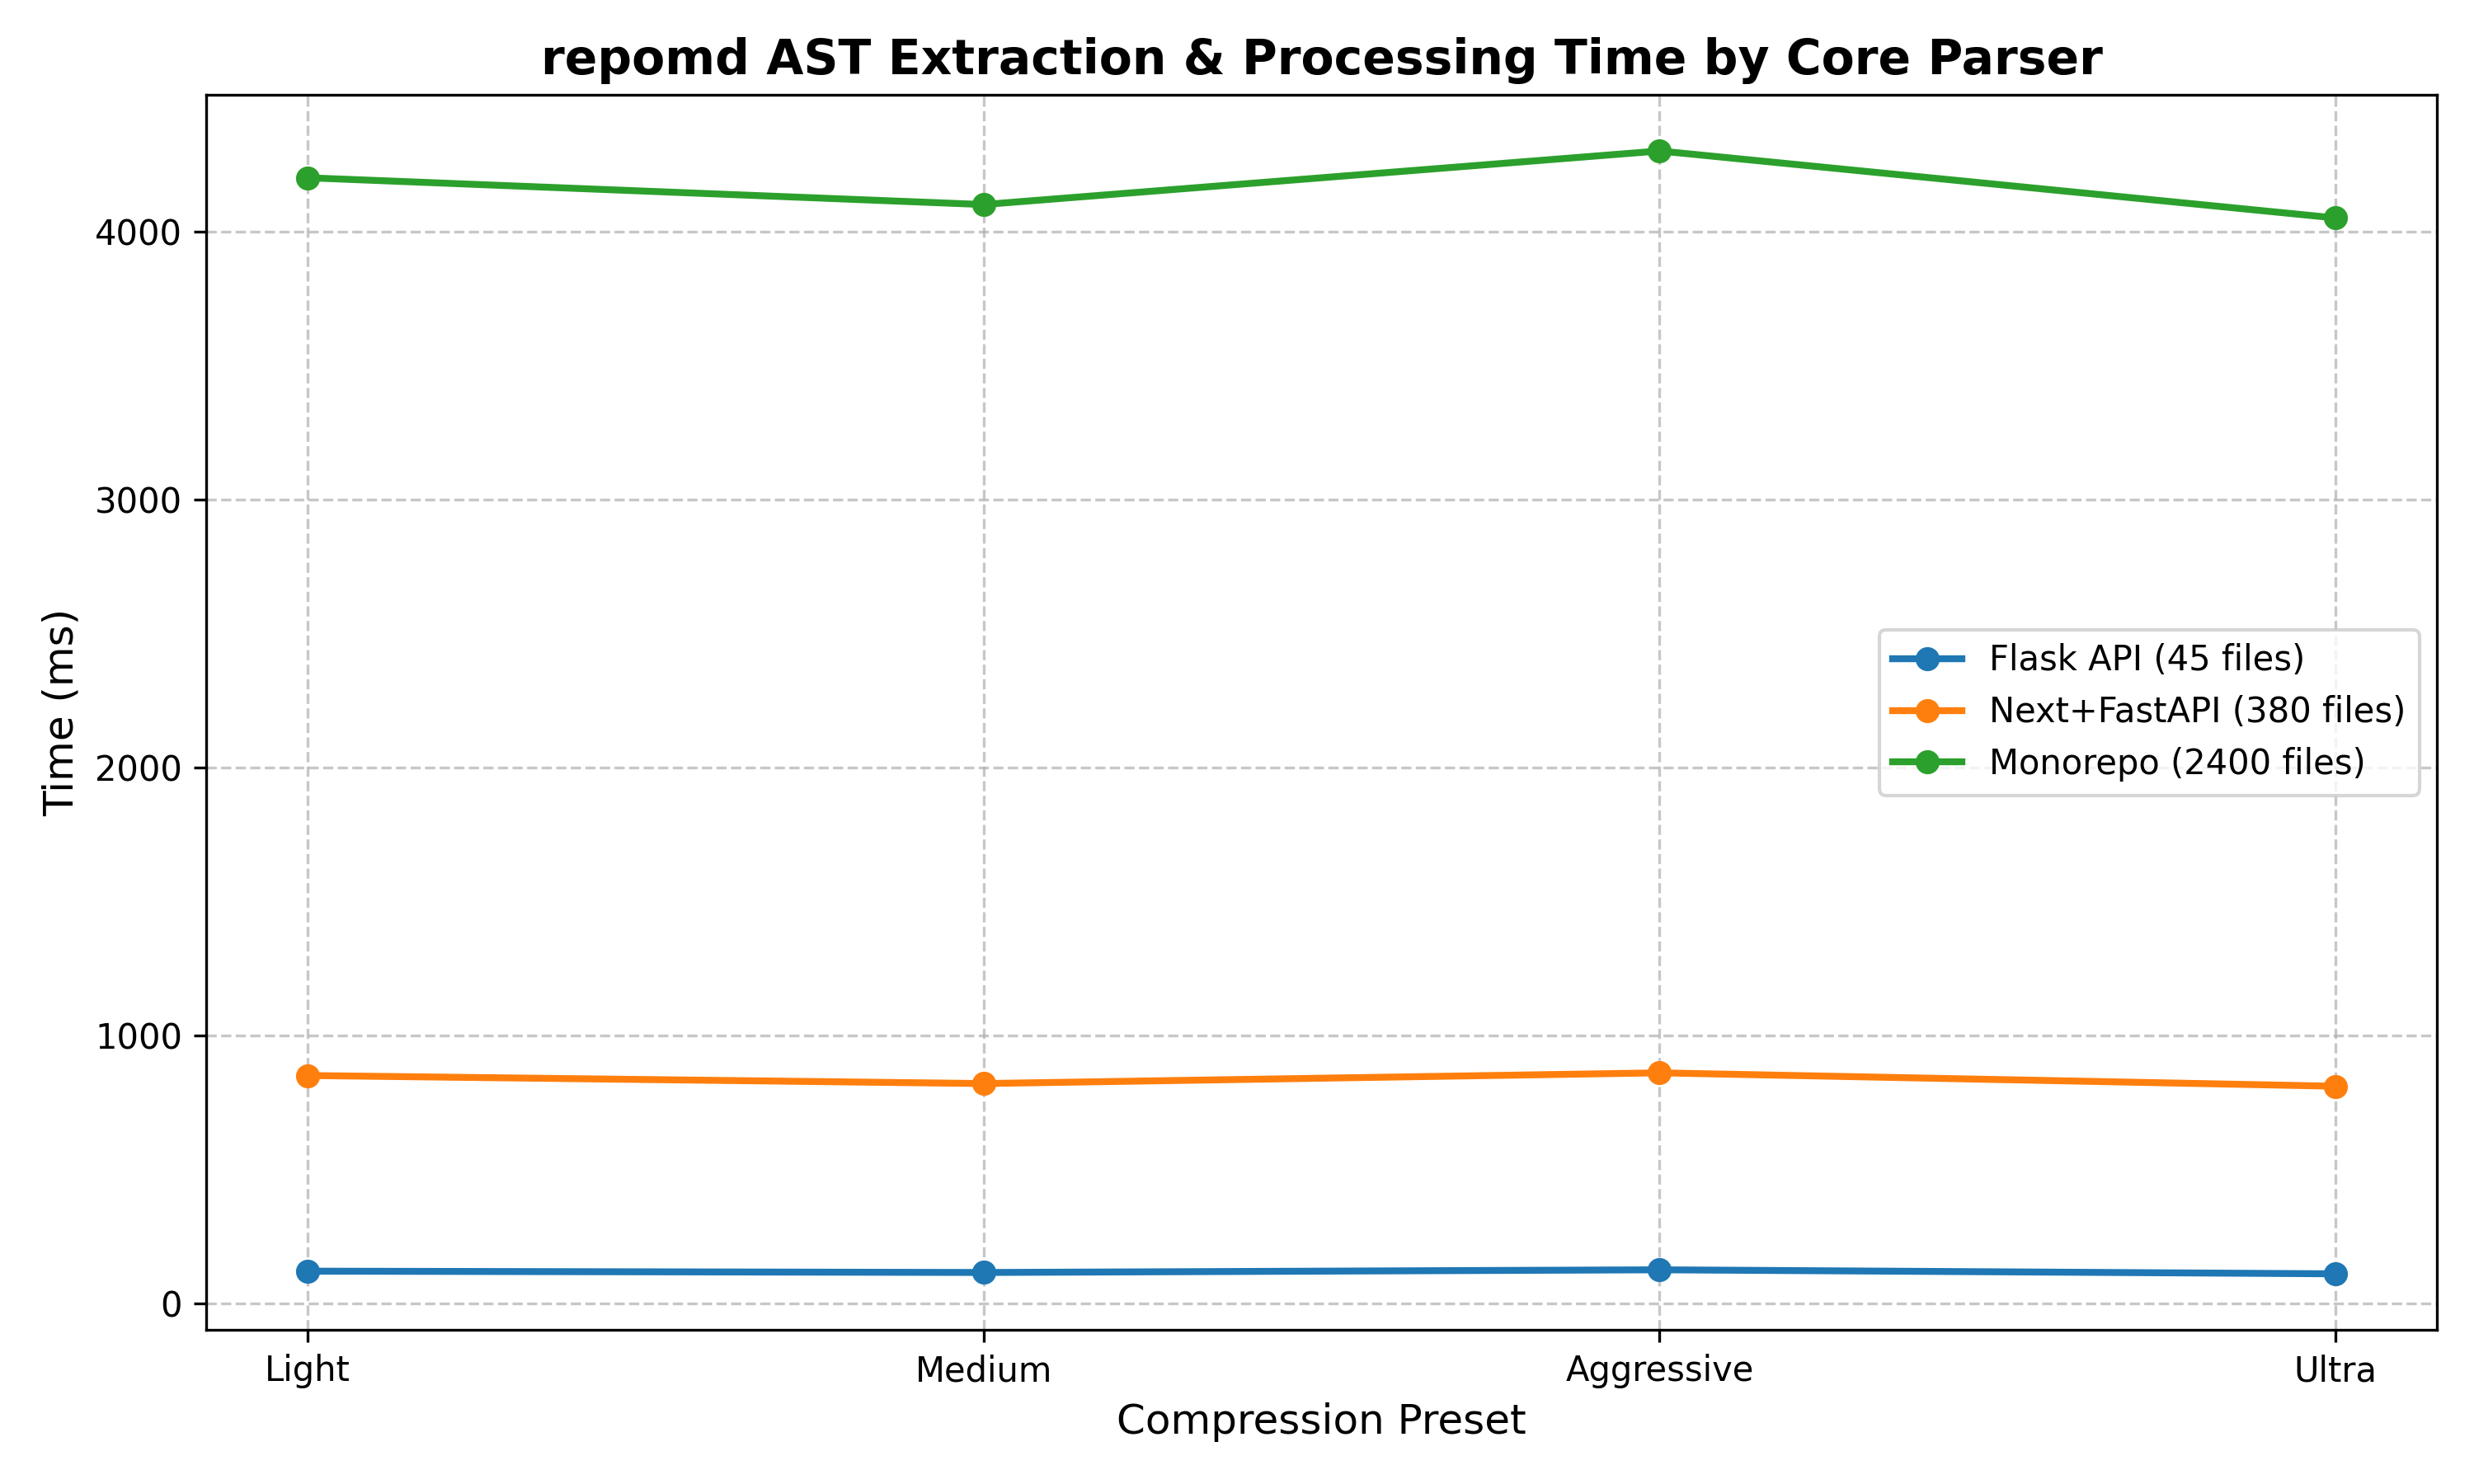 repomd AST Extraction & Processing Time by Core Parser
Time (ms)
4000
3000
2000
1000
0
Flask API (45 files)
Next+FastAPI (380 files)
Monorepo (2400 files)
Light
Medium
Aggressive
Ultra
Compression Preset